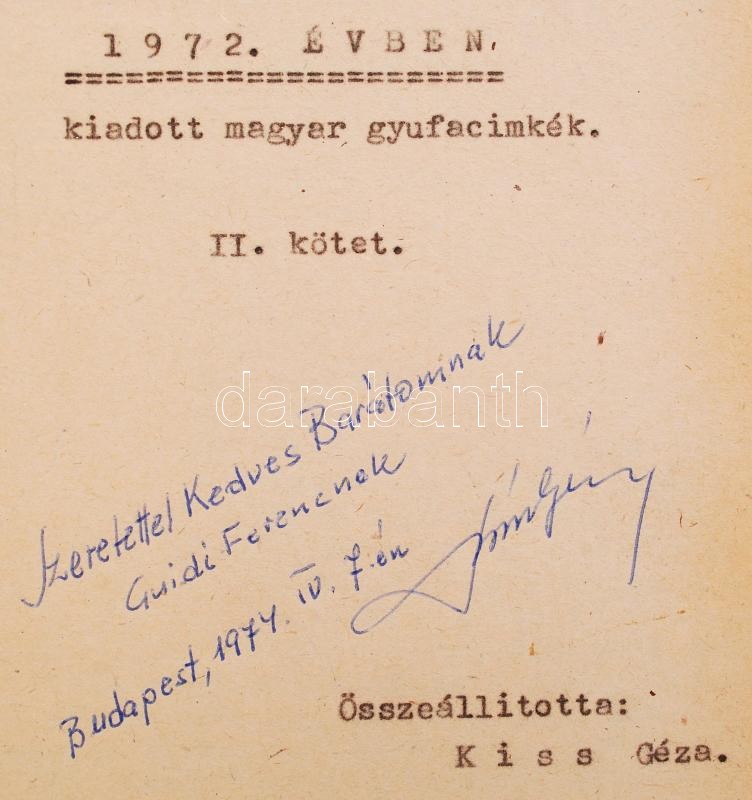 1972. ÉVBEN.
======================
kiadott magyar gyufacimkék.
II. kötet.
Szeretettel Kedves Barátomnak
Guidi Ferencnek
Budapest, 1974. IV. 7.én
darabanth
Összeállitotta:
Kiss Géza.